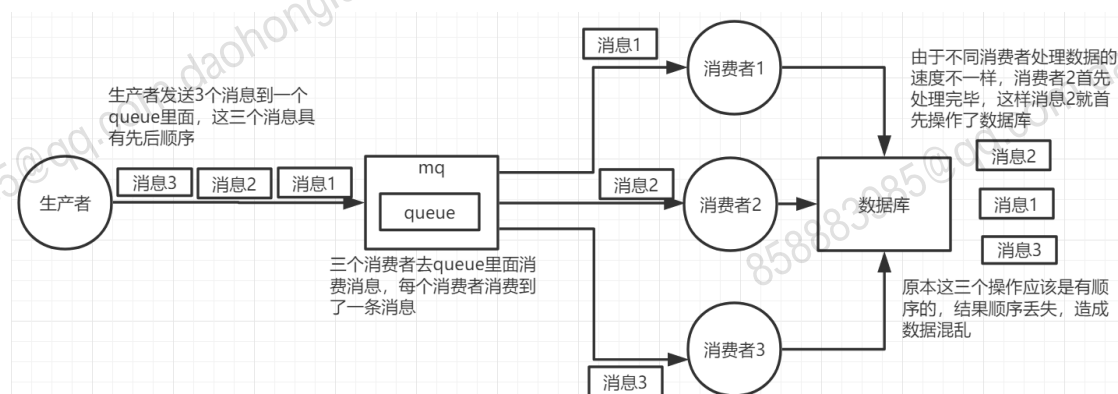 消息1
消费者1
由于不同消费者处理数据的
速度不一样，消费者2首先
处理完毕，这样消息2就首
先操作了数据库
生产者发送3个消息到一个
queue里面，这三个消息具
有先后顺序
生产者
消息3
消息2
消息1
mq
queue
消息2
消费者2
数据库
消息2
消息1
消息3
三个消费者去queue里面消
费消息，每个消费者消费到
了一条消息
原本这三个操作应该是有顺
序的，结果顺序丢失，造成
数据混乱
消费者3
消息3
858883985@qq.com